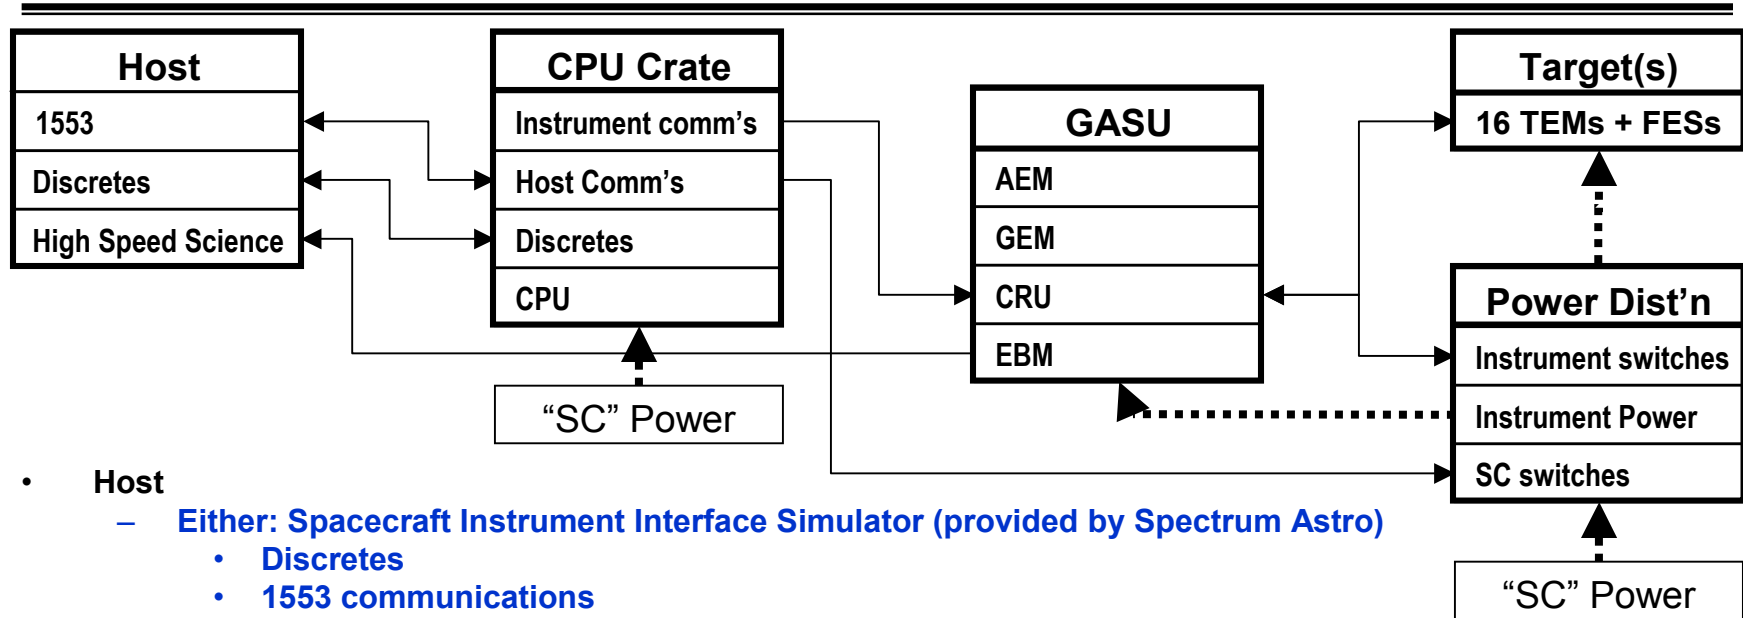 Host
1553
Discretes
High Speed Science
CPU Crate
Instrument comm's
Host Comm's
Discretes
CPU
“SC” Power
GASU
AEM
GEM
CRU
EBM
Target(s)
16 TEMs + FESs
Power Dist’n
Instrument switches
Instrument Power
SC switches
“SC” Power
• Host
– Either: Spacecraft Instrument Interface Simulator (provided by Spectrum Astro)
• Discretes
• 1553 communications